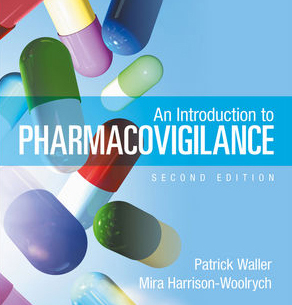 An Introduction to
PHARMACOVIGILANCE
SECOND EDITION
Patrick Waller
Mira Harrison-Woolrych